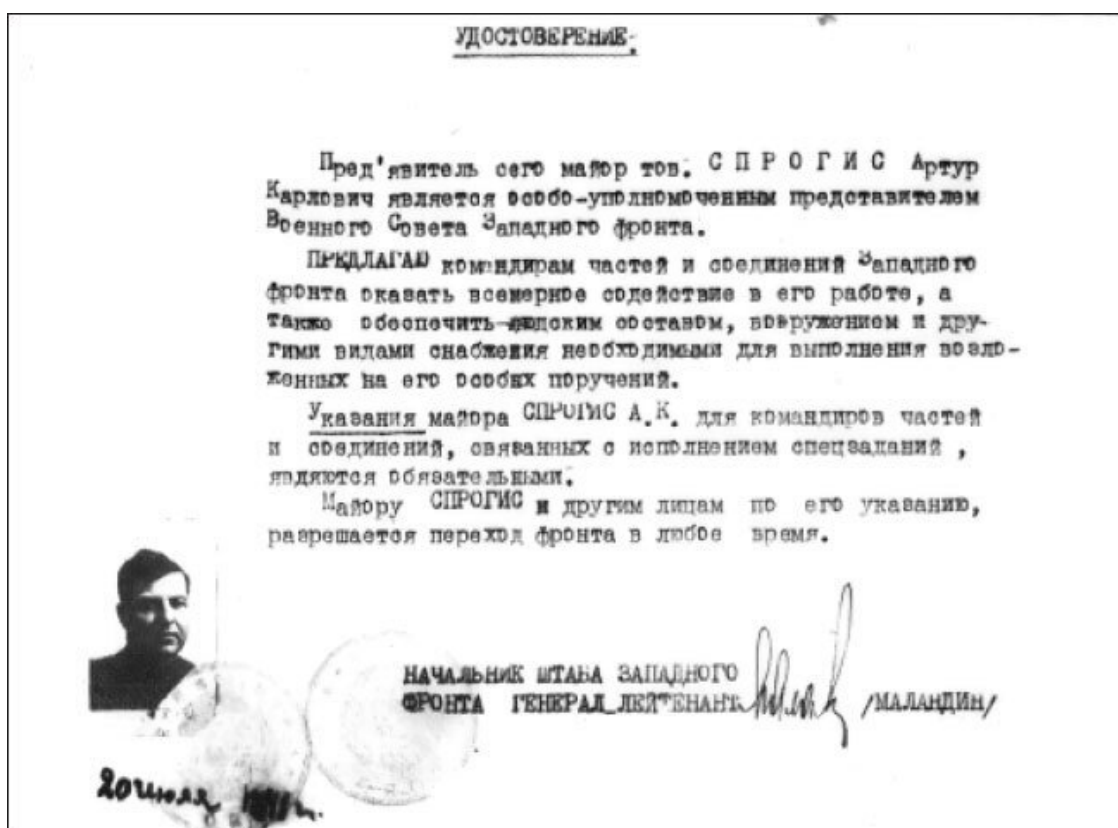 УДОСТОВЕРЕНИЕ.
Пред'явитель сего майор тов. СПРОГИС Артур
Карлович является особо-уполномоченным представителем
Военного Совета Западного фронта.
ПРЕДЛАГАЮ командирам частей и соединений Западного
фронта оказать всемерное содействие в его работе, а
также обеспечить людским составом, вооружением и дру-
гими видами снабжения необходимыми для выполнения возло-
женных на его особых поручений.
Указания майора СПРОГИС А.К. для командиров частей
и соединений, связанных с исполнением спецзаданий ,
являются обязательными.
Майору СПРОГИС и другим лицам по его указанию,
разрешается переход фронта в любое время.
НАЧАЛЬНИК ШТАБА ЗАПАДНОГО
ФРОНТА ГЕНЕРАЛ_ЛЕЙТЕНАНТ /МАЛАНДИН/
20 июля г.